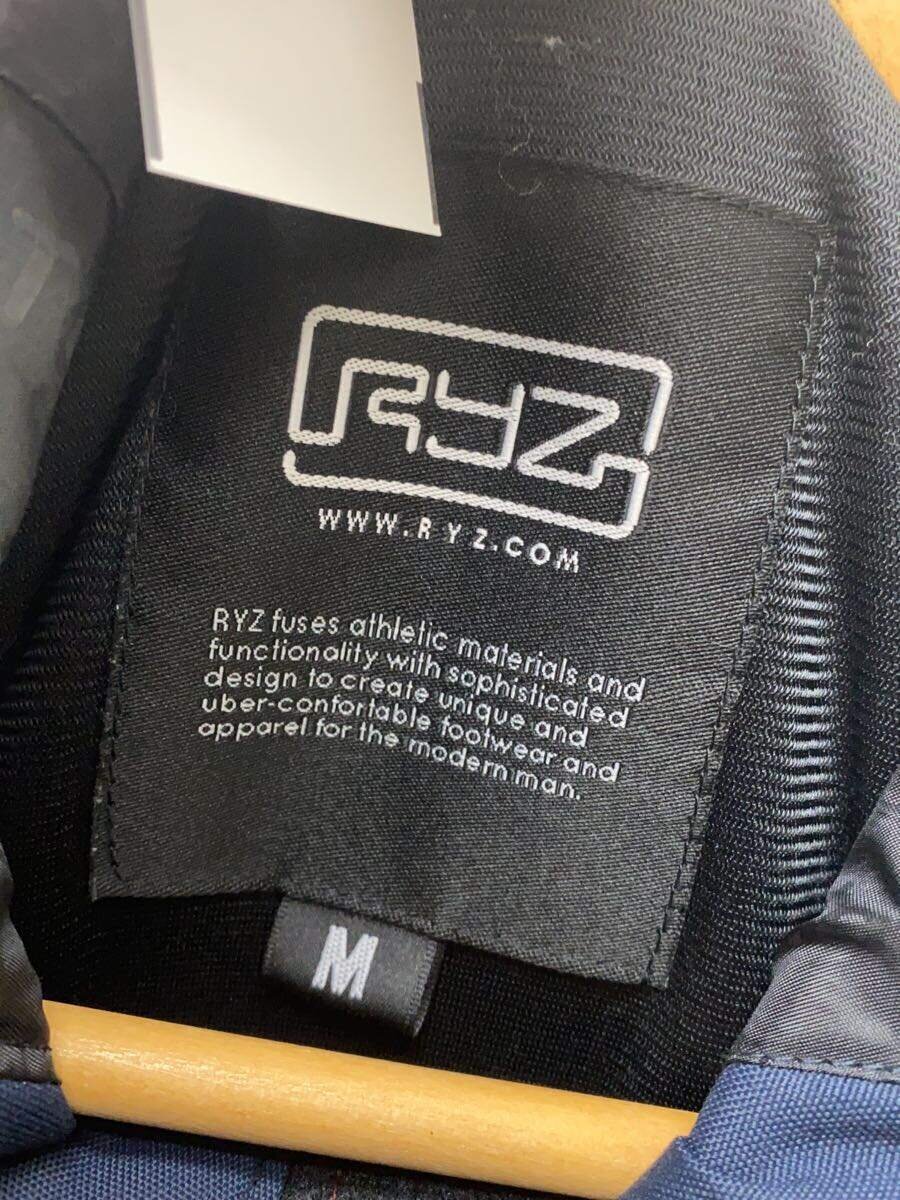 RYZ
WWW.RYZ.COM
RYZ fuses athletic materials and
functionality with sophisticated
design to create unique and
uber-confortable footwear and
apparel for the modern man.
M